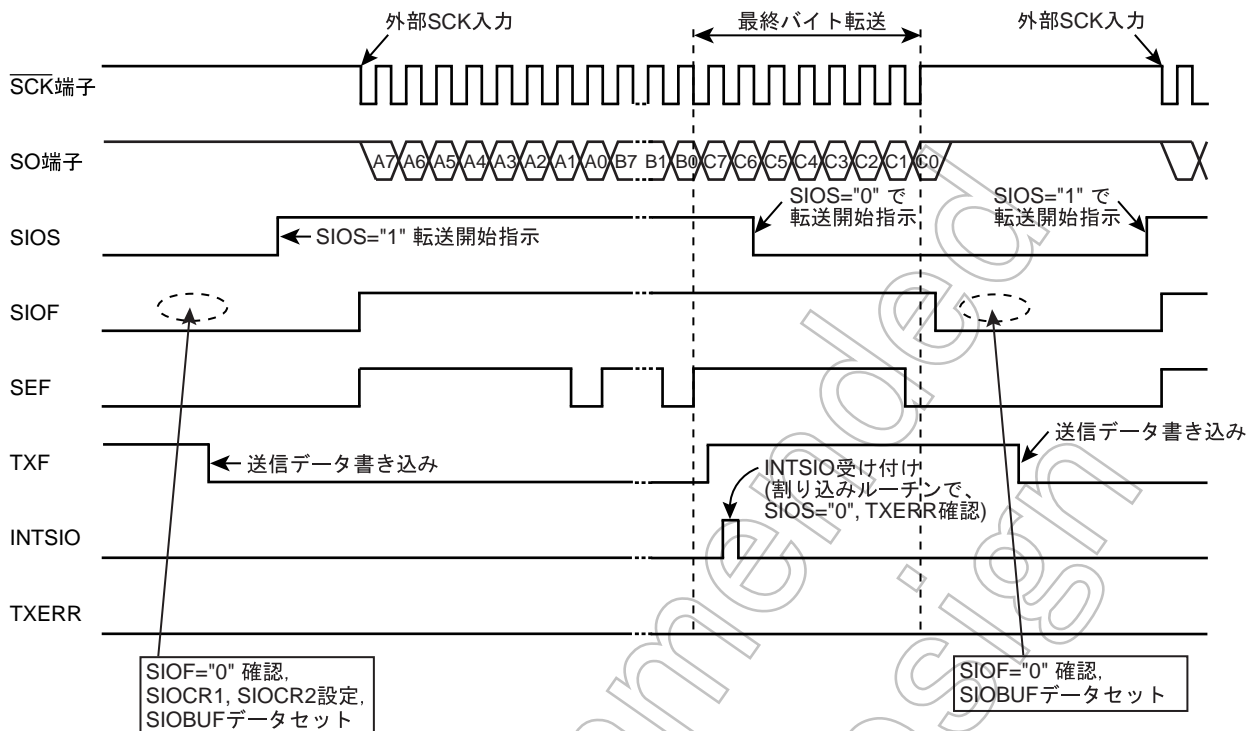 外部SCK入力
最終バイト転送
外部SCK入力
SCK端子
SO端子
A7 A6 A5 A4 A3 A2 A1 A0 B7 B1 B0 C7 C6 C5 C4 C3 C2 C1 C0
SIOS="0" で
転送開始指示
SIOS="1" で
転送開始指示
SIOS
SIOS="1" 転送開始指示
SIOF
SEF
TXF
送信データ書き込み
送信データ書き込み
INTSIO受け付け
(割り込みルーチンで、
SIOS="0", TXERR確認)
INTSIO
TXERR
SIOF="0" 確認,
SIOCR1, SIOCR2設定,
SIOBUFデータセット
SIOF="0" 確認,
SIOBUFデータセット